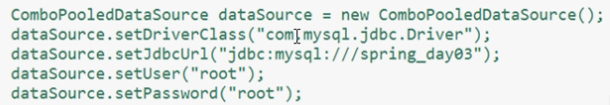 ComboPooledDataSource dataSource = new ComboPooledDataSource();
dataSource.setDriverClass("com.mysql.jdbc.Driver");
dataSource.setJdbcUrl("jdbc:mysql:///spring_day03");
dataSource.setUser("root");
dataSource.setPassword("root");